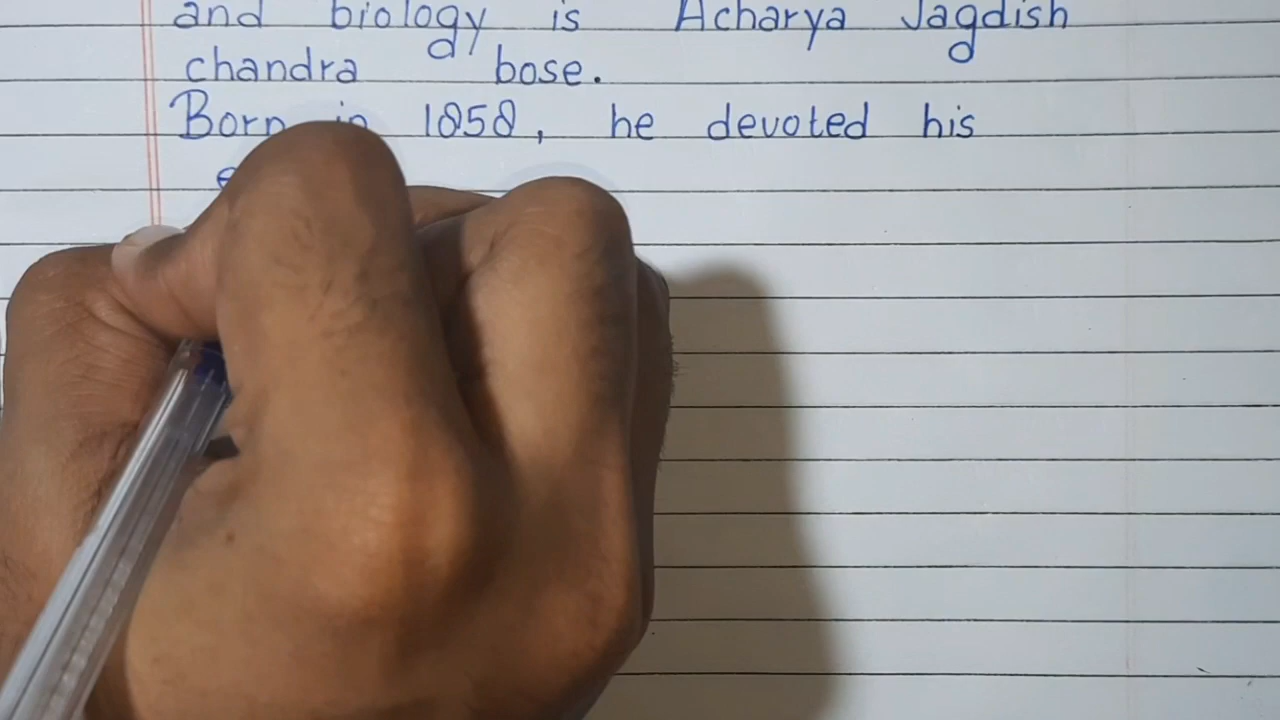 and biology is Acharya Jagdish
chandra bose.
Born in 1858, he devoted his